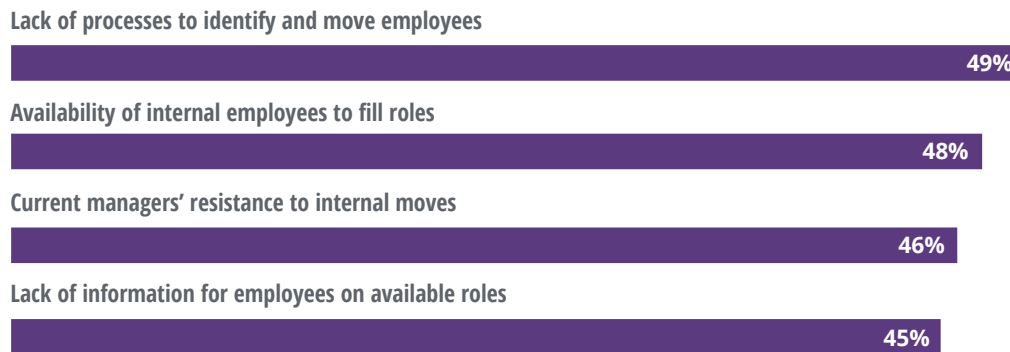 Lack of processes to identify and move employees
49%
Availability of internal employees to fill roles
48%
Current managers’ resistance to internal moves
46%
Lack of information for employees on available roles
45%